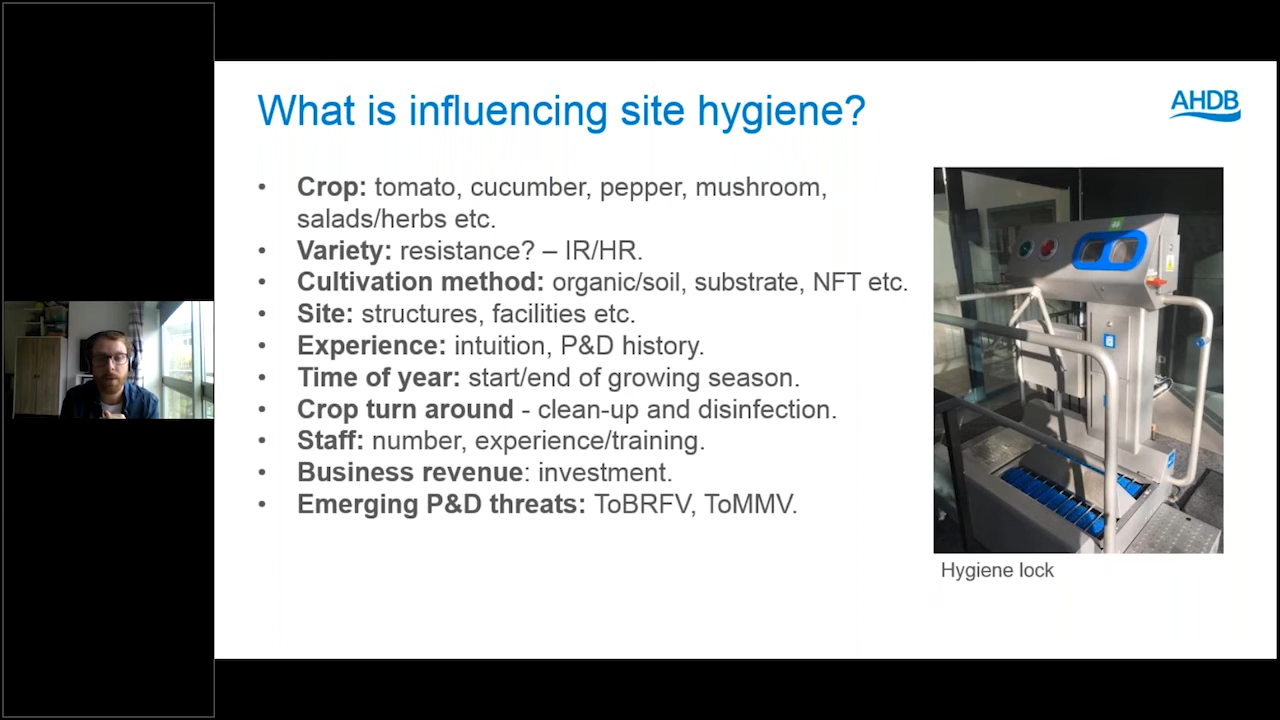 What is influencing site hygiene?
AHDB
• Crop: tomato, cucumber, pepper, mushroom,
salads/herbs etc.
• Variety: resistance? – IR/HR.
• Cultivation method: organic/soil, substrate, NFT etc.
• Site: structures, facilities etc.
• Experience: intuition, P&D history.
• Time of year: start/end of growing season.
• Crop turn around - clean-up and disinfection.
• Staff: number, experience/training.
• Business revenue: investment.
• Emerging P&D threats: ToBRFV, ToMMV.
Hygiene lock